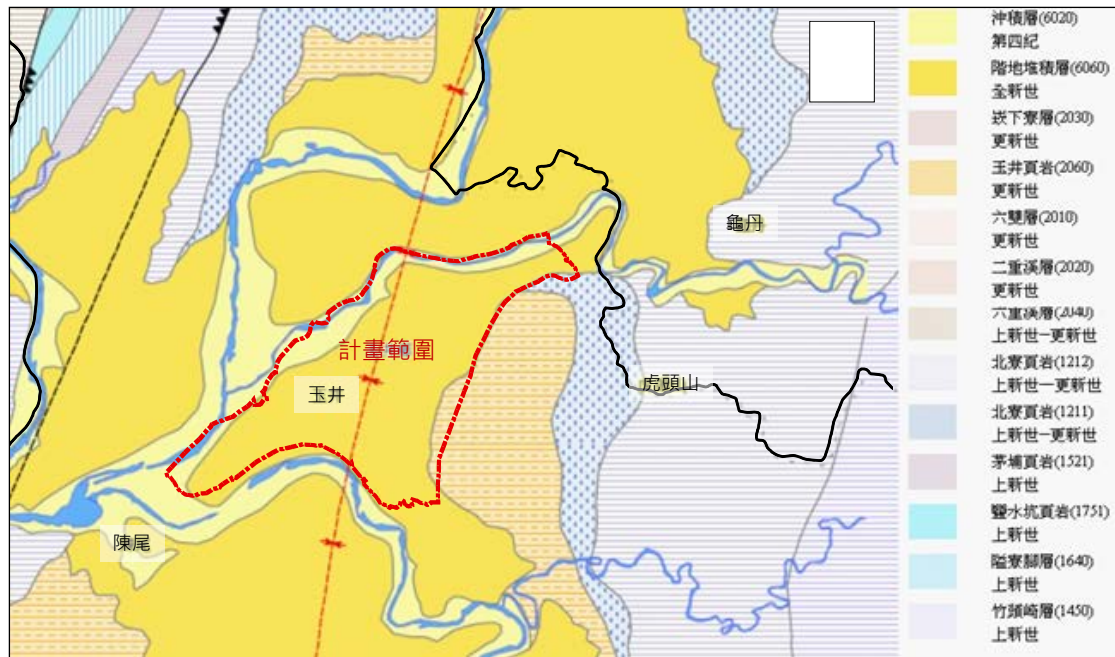 龜丹
計畫範圍
玉井
虎頭山
陳尾
沖積層(6020)
第四紀
階地堆積層(6060)
全新世
崁下寮層(2030)
更新世
玉井頁岩(2060)
更新世
六雙層(2010)
更新世
二重溪層(2020)
更新世
六重溪層(2040)
上新世-更新世
北寮頁岩(1212)
上新世-更新世
北寮頁岩(1211)
上新世-更新世
茅埔頁岩(1521)
上新世
鹽水坑頁岩(1751)
上新世
隘寮腳層(1640)
上新世
竹頭崎層(1450)
上新世